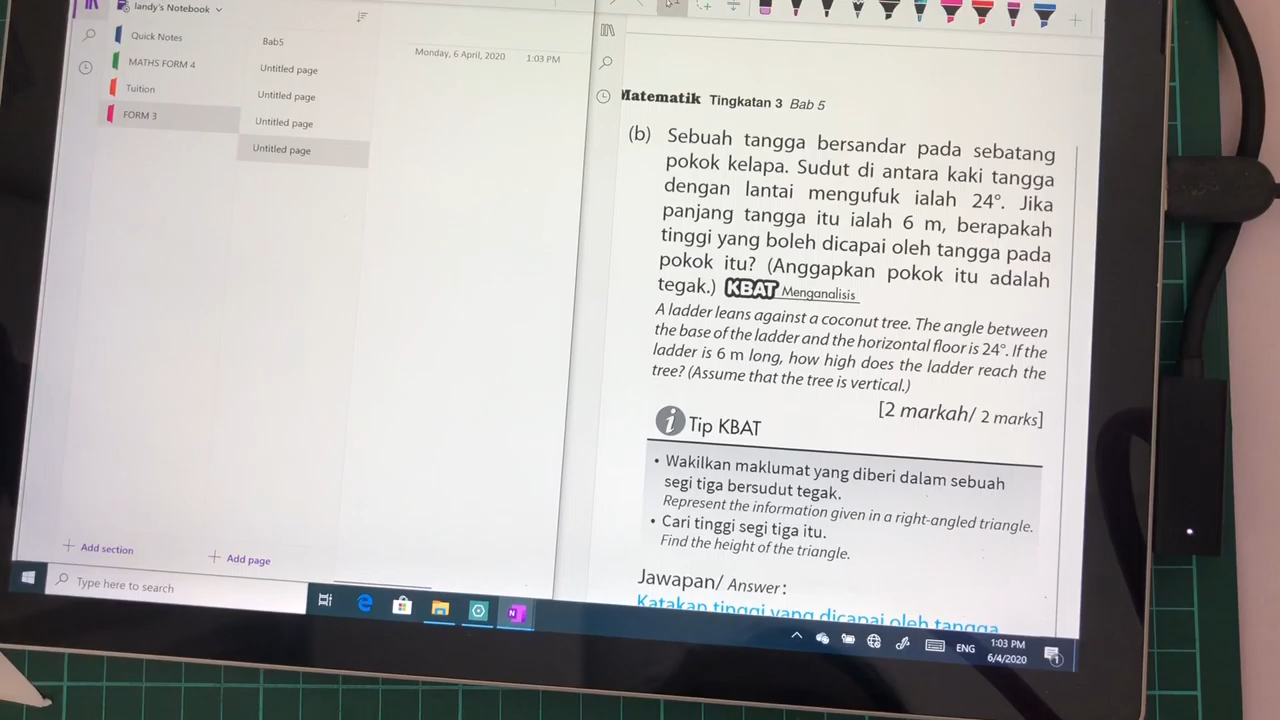 landy's Notebook
Quick Notes
MATHS FORM 4
Tuition
FORM 3
Bab5
Untitled page
Untitled page
Untitled page
Untitled page
Monday, 6 April, 2020 1:03 PM
+ Add section
+ Add page
Matematik Tingkatan 3 Bab 5
(b) Sebuah tangga bersandar pada sebatang
pokok kelapa. Sudut di antara kaki tangga
dengan lantai mengufuk ialah 24°. Jika
panjang tangga itu ialah 6 m, berapakah
tinggi yang boleh dicapai oleh tangga pada
pokok itu? (Anggapkan pokok itu adalah
tegak.) KBAT Menganalisis
A ladder leans against a coconut tree. The angle between
the base of the ladder and the horizontal floor is 24°. If the
ladder is 6 m long, how high does the ladder reach the
tree? (Assume that the tree is vertical.)
[2 markah/ 2 marks]
i Tip KBAT
• Wakilkan maklumat yang diberi dalam sebuah
segi tiga bersudut tegak.
Represent the information given in a right-angled triangle.
• Cari tinggi segi tiga itu.
Find the height of the triangle.
Jawapan/ Answer:
Katakan tinggi yang dicapai oleh tangga
Type here to search
ENG
1:03 PM
6/4/2020
1